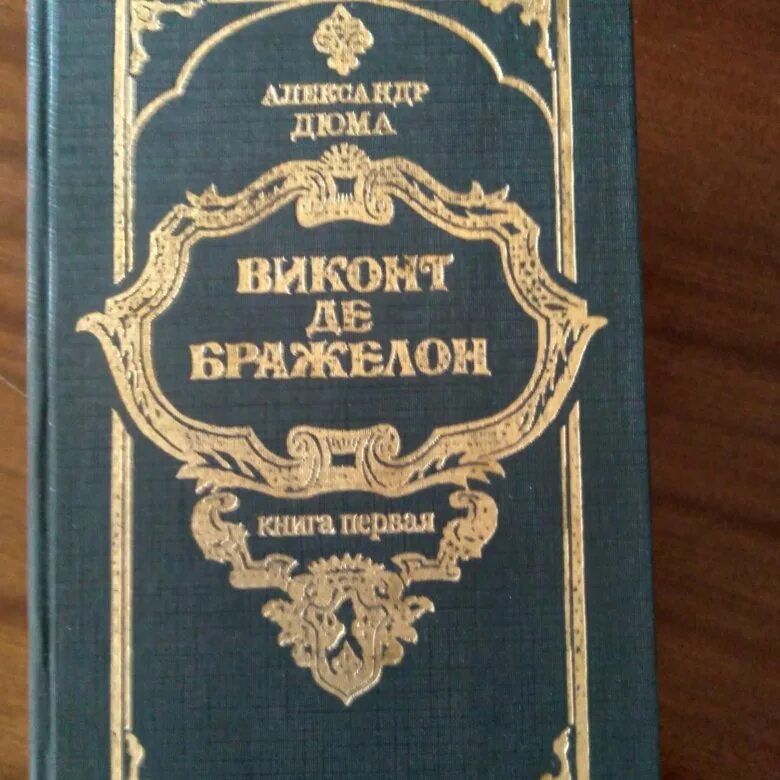 АЛЕКСАНДР
ДЮМА
ВИКОНТ
ДЕ
БРАЖЕЛОН
книга первая